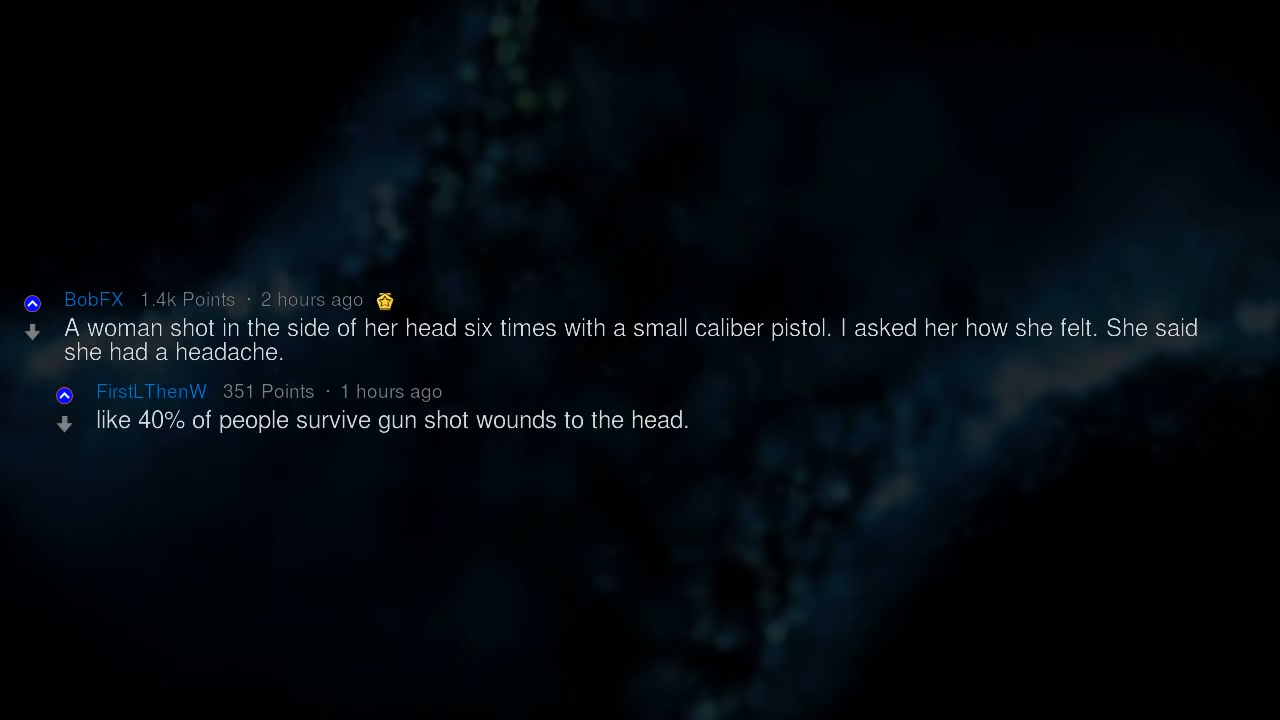 BobFX 1.4k Points · 2 hours ago
A woman shot in the side of her head six times with a small caliber pistol. I asked her how she felt. She said
she had a headache.
FirstLThenW 351 Points · 1 hours ago
like 40% of people survive gun shot wounds to the head.